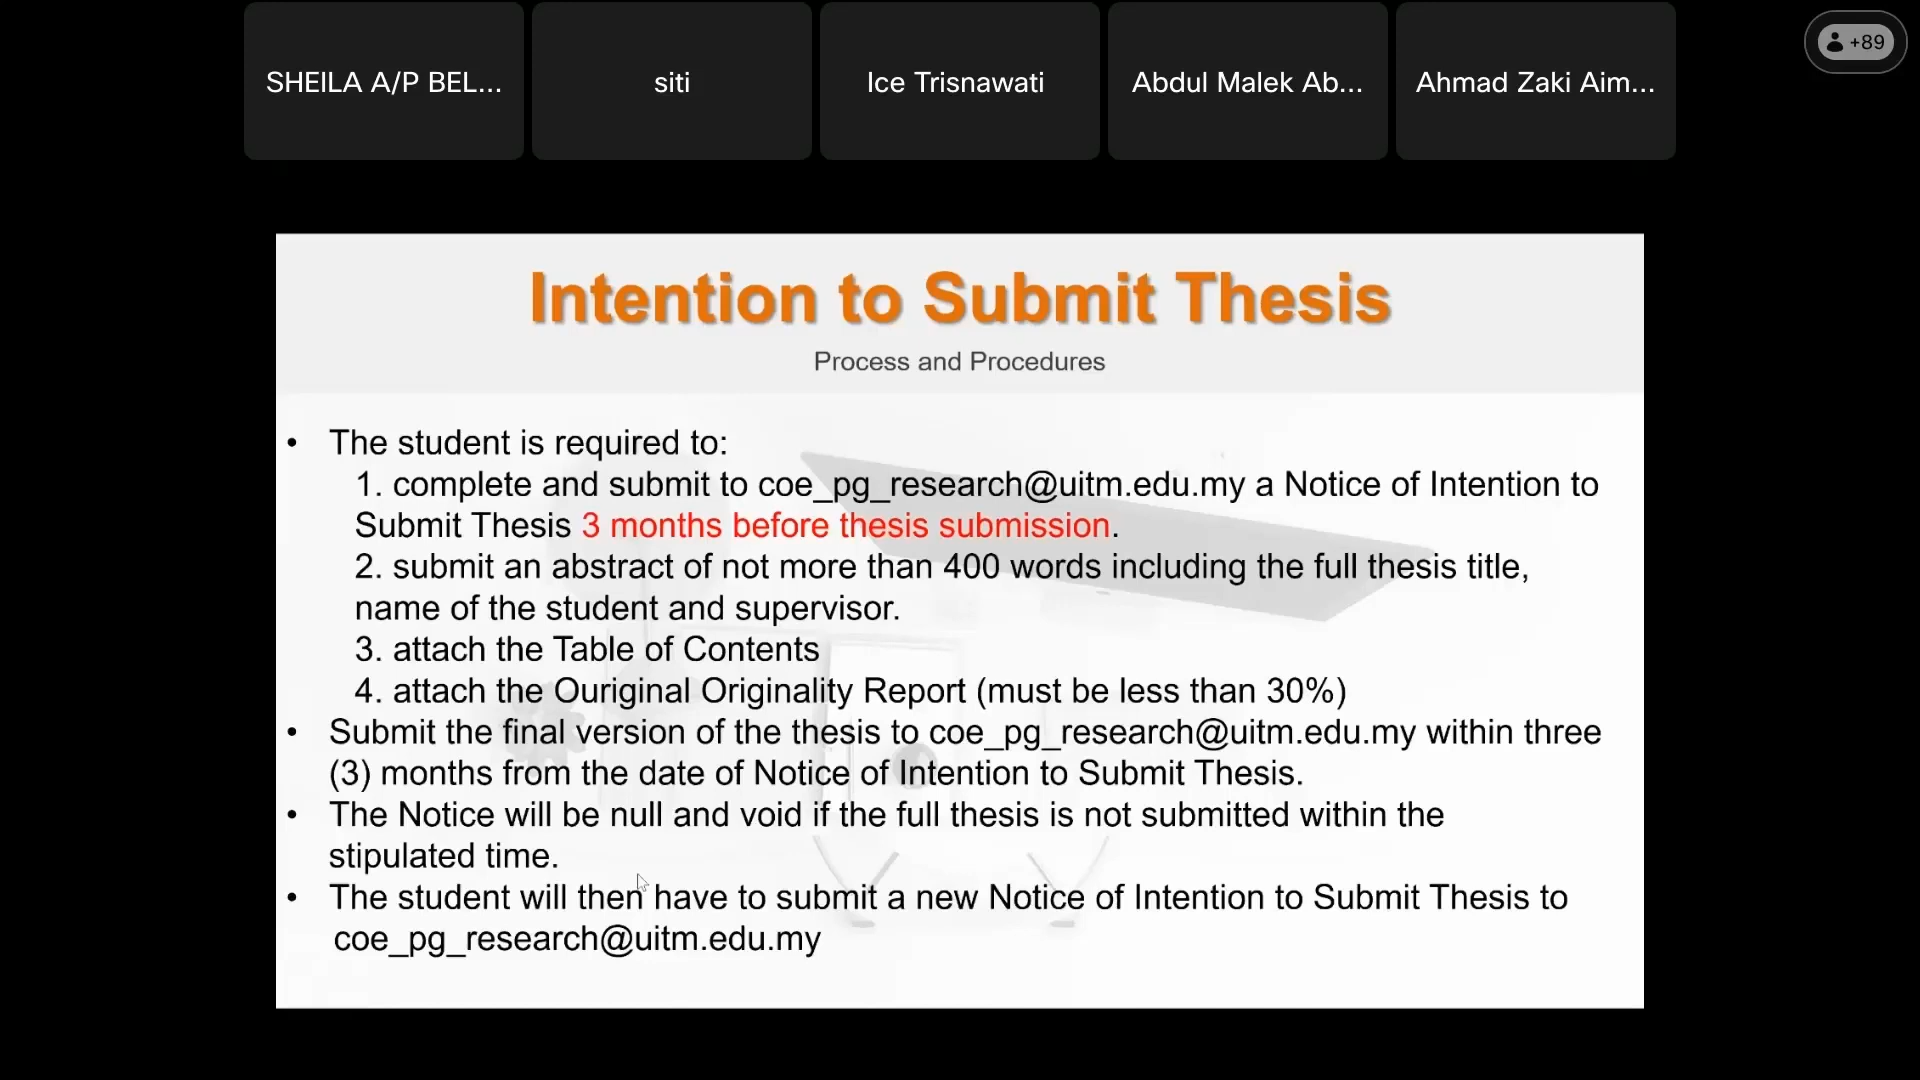 SHEILA A/P BEL...
siti
Ice Trisnawati
Abdul Malek Ab...
Ahmad Zaki Aim...
+89
Intention to Submit Thesis
Process and Procedures
• The student is required to:
1. complete and submit to coe_pg_research@uitm.edu.my a Notice of Intention to
Submit Thesis 3 months before thesis submission.
2. submit an abstract of not more than 400 words including the full thesis title,
name of the student and supervisor.
3. attach the Table of Contents
4. attach the Ouriginal Originality Report (must be less than 30%)
• Submit the final version of the thesis to coe_pg_research@uitm.edu.my within three
(3) months from the date of Notice of Intention to Submit Thesis.
• The Notice will be null and void if the full thesis is not submitted within the
stipulated time.
• The student will then have to submit a new Notice of Intention to Submit Thesis to
coe_pg_research@uitm.edu.my